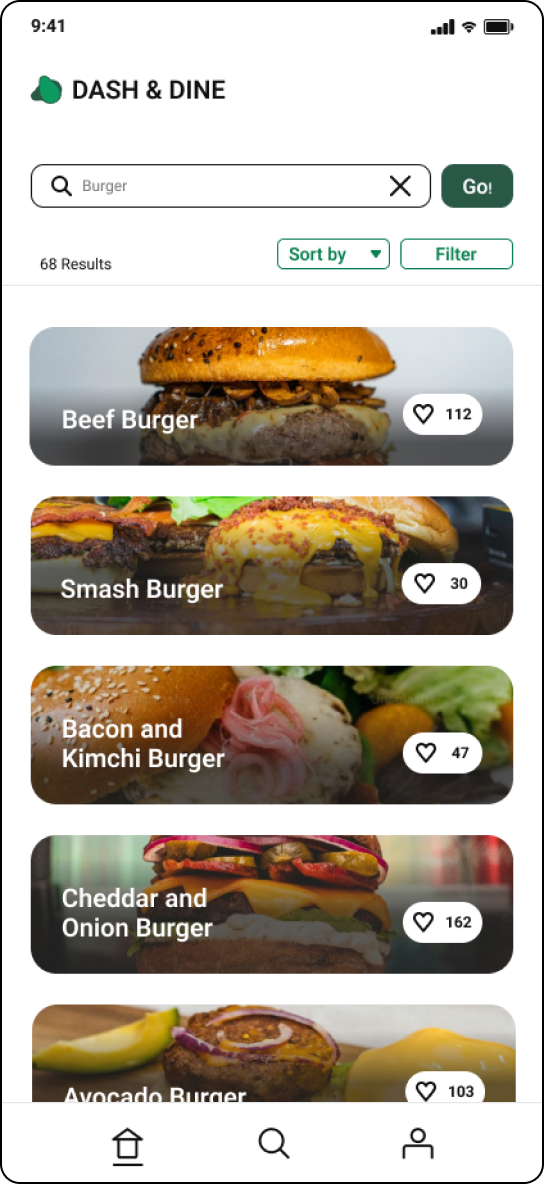 9:41
DASH & DINE
Burger
Go!
68 Results
Sort by
Filter
Beef Burger
112
Smash Burger
30
Bacon and
Kimchi Burger
47
Cheddar and
Onion Burger
162
Avocado Burger
103